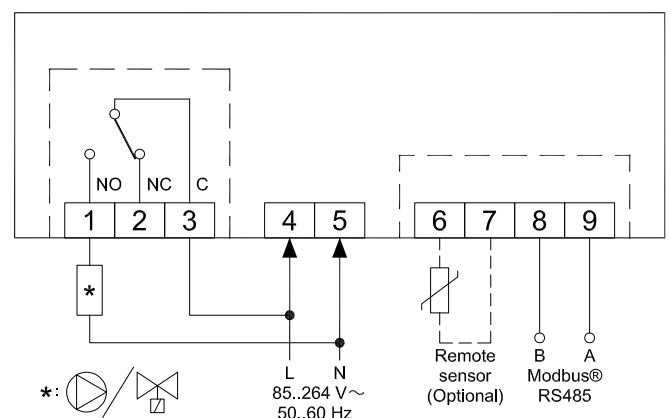 NO NC C
1 2 3 4 5 6 7 8 9
*
*: /
L N
85..264 V~
50..60 Hz
Remote
sensor
(Optional)
B A
Modbus®
RS485